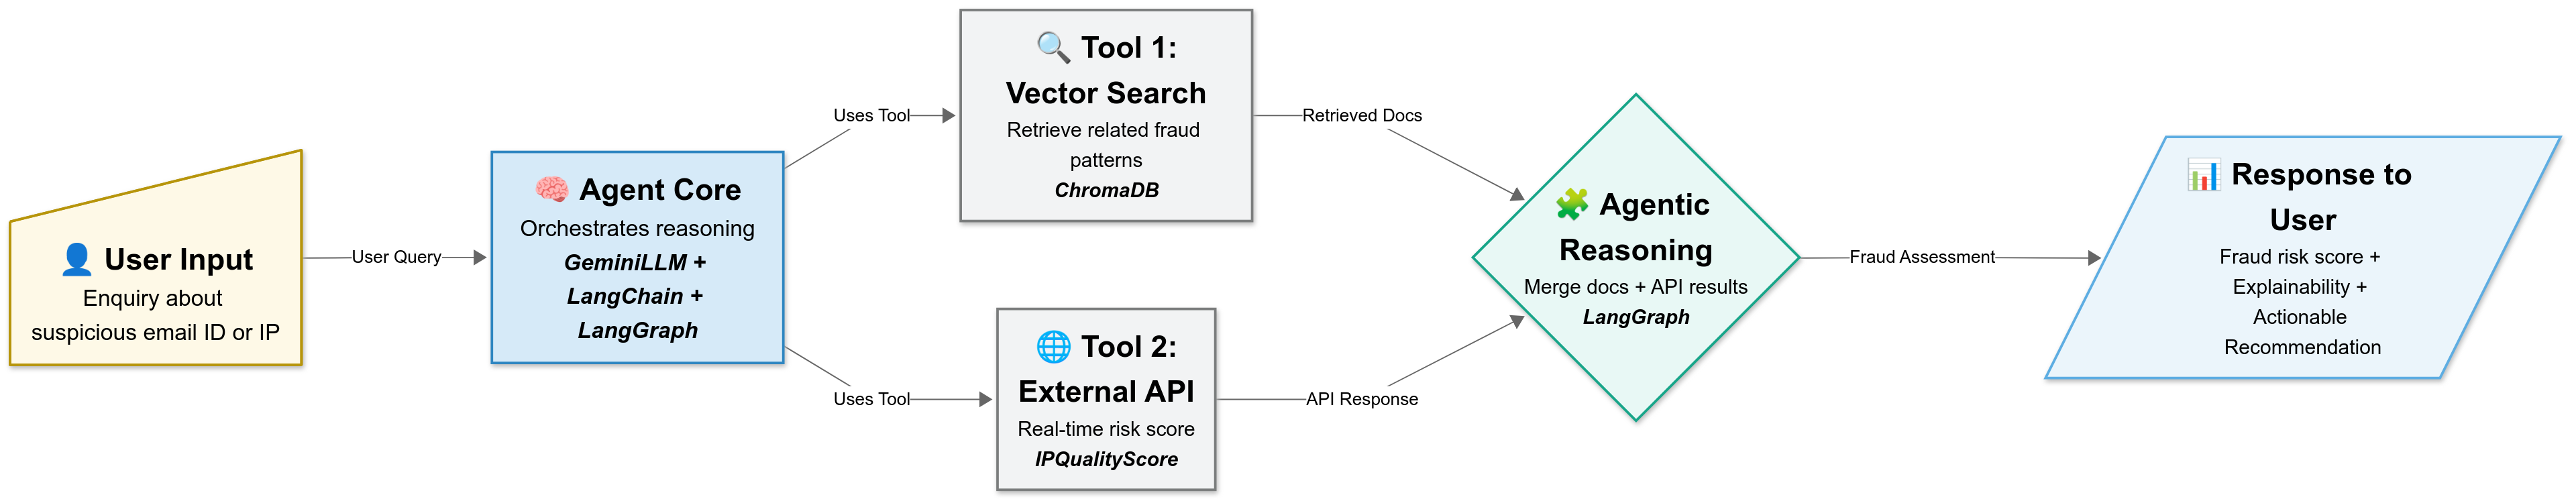 👤 User Input
Enquiry about
suspicious email ID or IP
User Query
🧠 Agent Core
Orchestrates reasoning
GeminiLLM +
LangChain +
LangGraph
Uses Tool
🔍 Tool 1:
Vector Search
Retrieve related fraud
patterns
ChromaDB
Uses Tool
🌐 Tool 2:
External API
Real-time risk score
IPQualityScore
Retrieved Docs
API Response
🧩 Agentic
Reasoning
Merge docs + API results
LangGraph
Fraud Assessment
📊 Response to
User
Fraud risk score +
Explainability +
Actionable
Recommendation